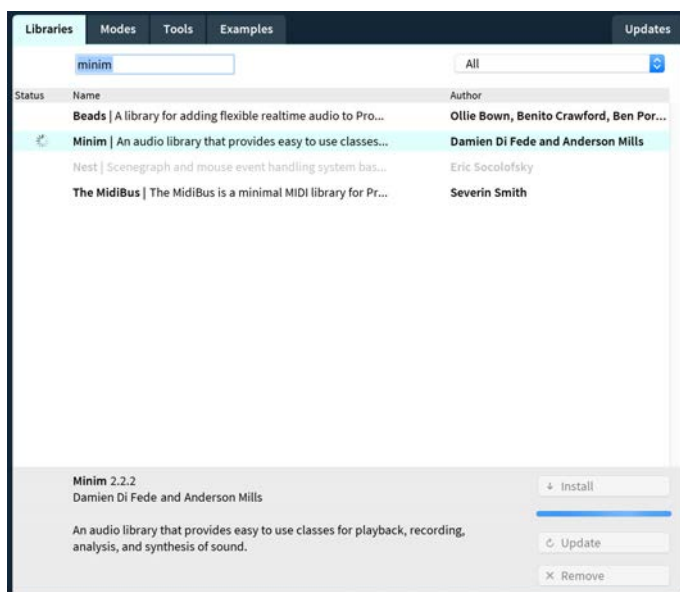 Libraries Modes Tools Examples Updates
minim All
Status Name Author
Beads | A library for adding flexible realtime audio to Pro... Ollie Bown, Benito Crawford, Ben Por...
Minim | An audio library that provides easy to use classes... Damien Di Fede and Anderson Mills
Nest | Scenegraph and mouse event handling system bas... Eric Socolofsky
The MidiBus | The MidiBus is a minimal MIDI library for Pr... Severin Smith
Minim 2.2.2
Install
Damien Di Fede and Anderson Mills
An audio library that provides easy to use classes for playback, recording,
analysis, and synthesis of sound.
Update
Remove